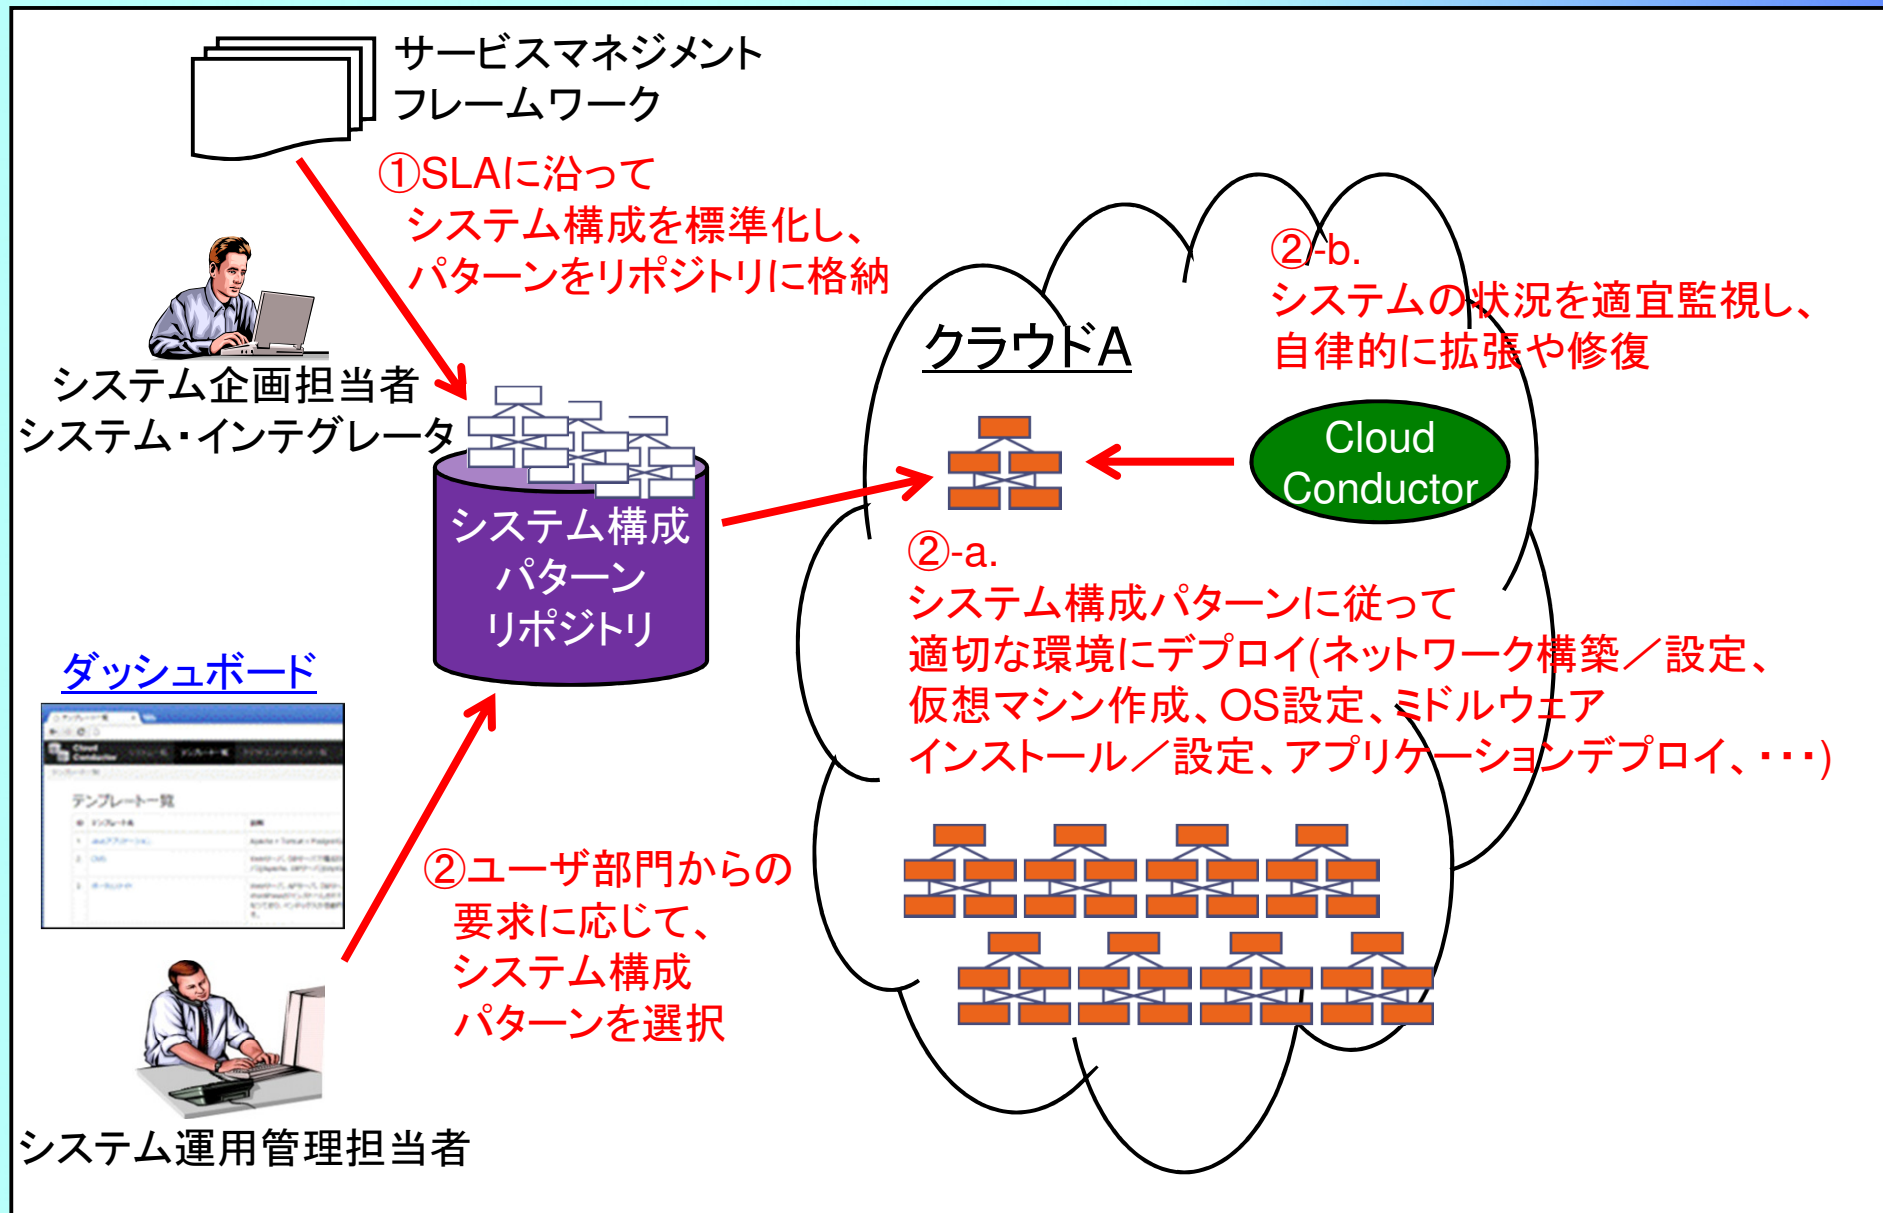 サービスマネジメント
フレームワーク
①SLAに沿って
システム構成を標準化し、
パターンをリポジトリに格納
システム企画担当者
システム・インテグレータ
システム構成
パターン
リポジトリ
クラウドA
②-b.
システムの状況を適宜監視し、
自律的に拡張や修復
Cloud
Conductor
②-a.
システム構成パターンに従って
適切な環境にデプロイ(ネットワーク構築／設定、
仮想マシン作成、OS設定、ミドルウェア
インストール／設定、アプリケーションデプロイ、・・・)
ダッシュボード
Cloud
Conductor
テンプレート一覧
②ユーザ部門からの
要求に応じて、
システム構成
パターンを選択
システム運用管理担当者